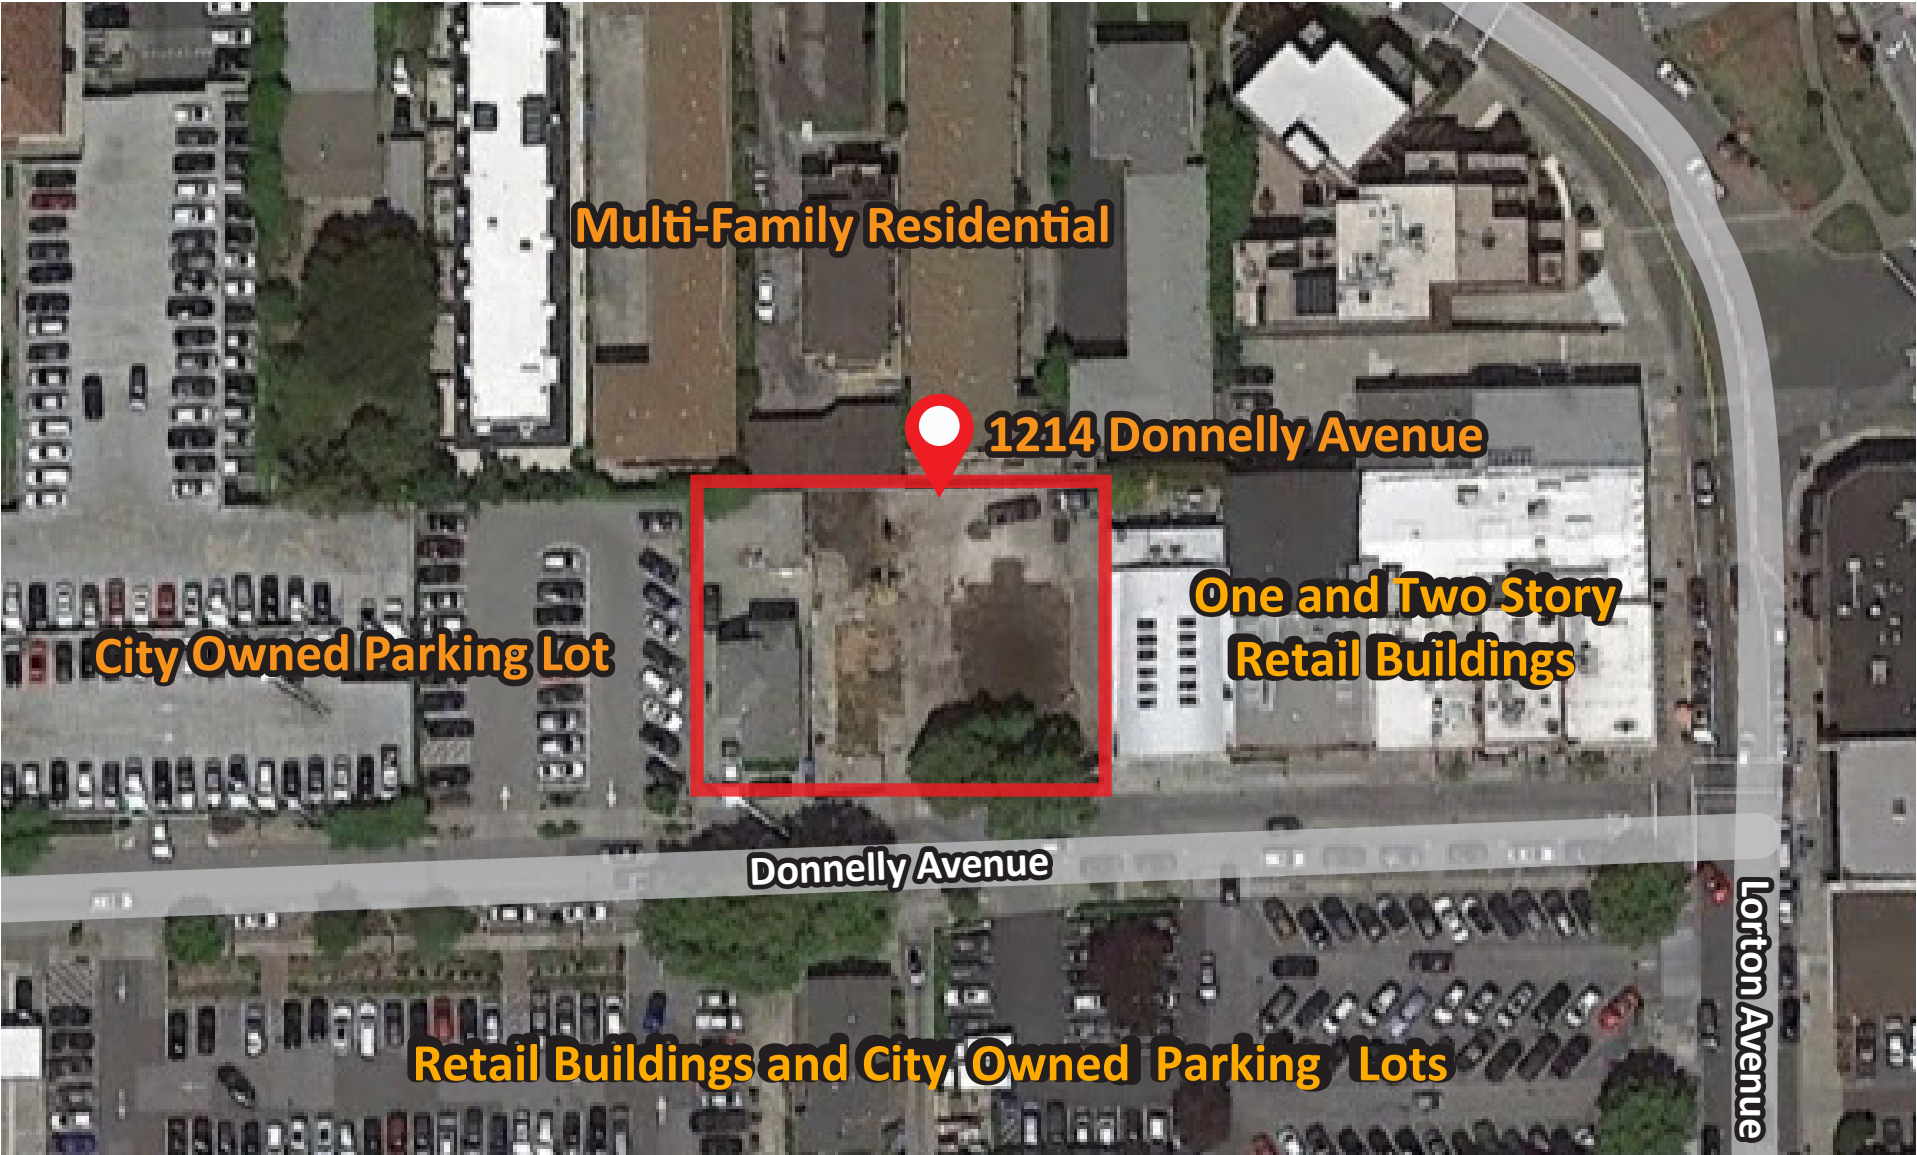 Multi-Family Residential
1214 Donnelly Avenue
One and Two Story
Retail Buildings
City Owned Parking Lot
Donnelly Avenue
Lorton Avenue
Retail Buildings and City Owned Parking Lots